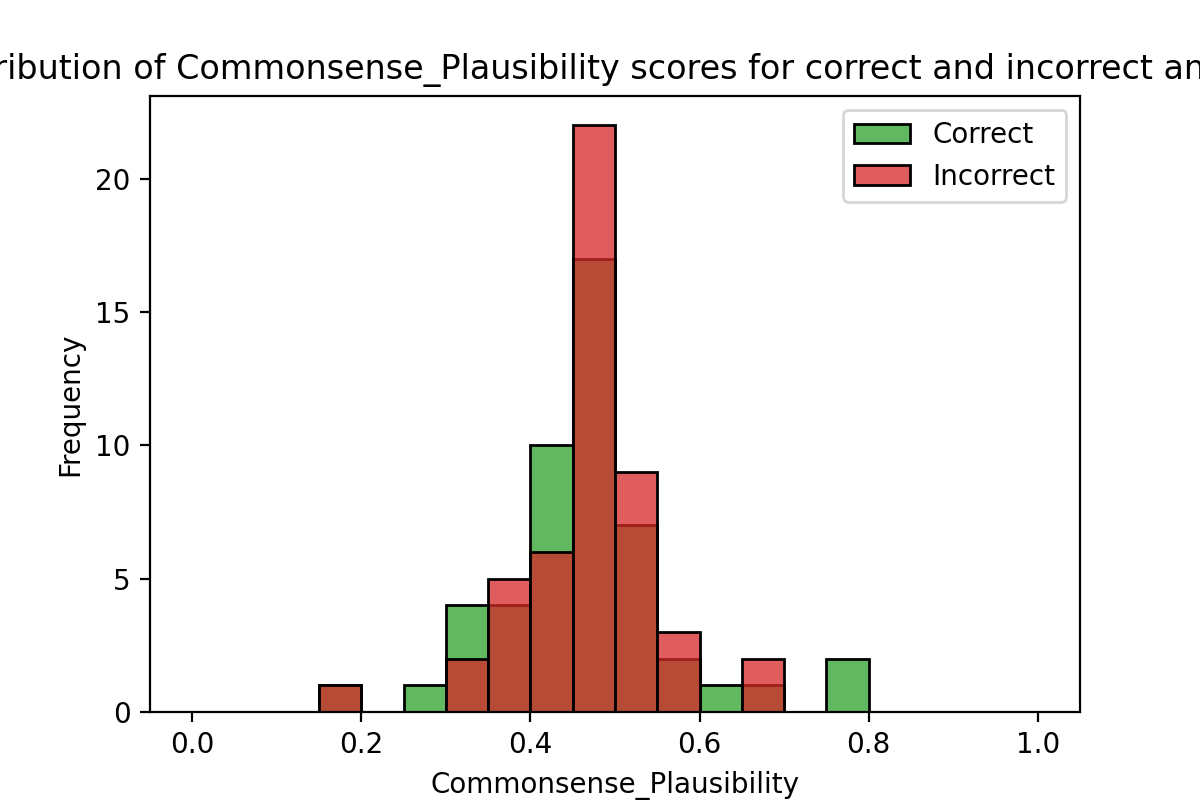 ribution of Commonsense_Plausibility scores for correct and incorrect an
Correct
Incorrect
Frequency
20
15
10
5
0
0.0 0.2 0.4 0.6 0.8 1.0
Commonsense_Plausibility